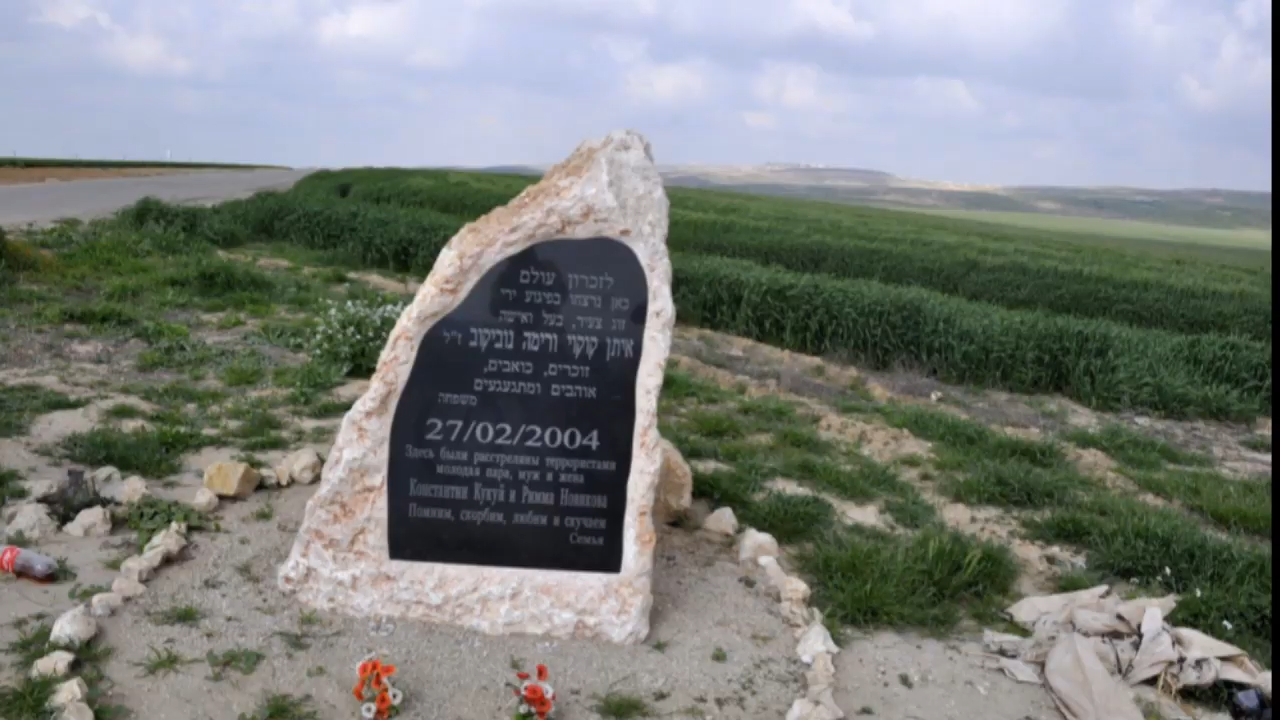 לזכרון עולם
כאן נרצחו בפיגוע ירי
זוג צעיר, בעל ואישה
איתן קוקוי ורימה נוביקוב ז״ל
זוכרים, כואבים,
אוהבים ומתגעגעים
משפחה
27/02/2004
Здесь были расстреляны террористами
молодая пара, муж и жена
Константин Кукуй и Римма Новикова
Помним, скорбим, любим и скучаем
Семья